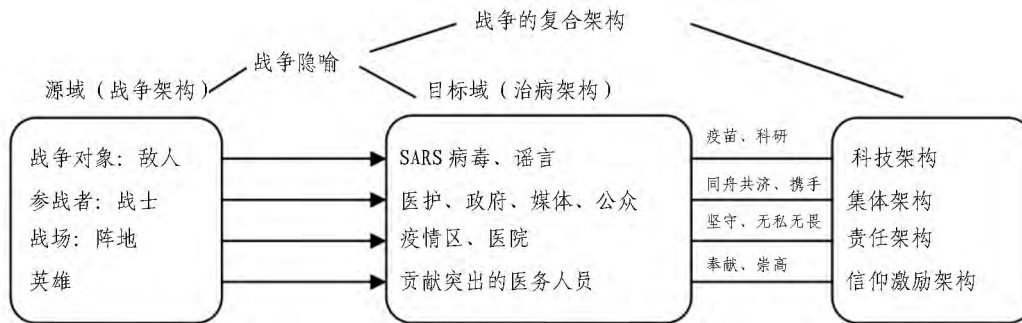 战争的复合架构
战争隐喻
源域（战争架构）
目标域（治病架构）
战争对象：敌人
SARS 病毒、谣言
疫苗、科研
科技架构
参战者：战士
医护、政府、媒体、公众
同舟共济、携手
集体架构
战场：阵地
疫情区、医院
坚守、无私无畏
责任架构
英雄
贡献突出的医务人员
奉献、崇高
信仰激励架构